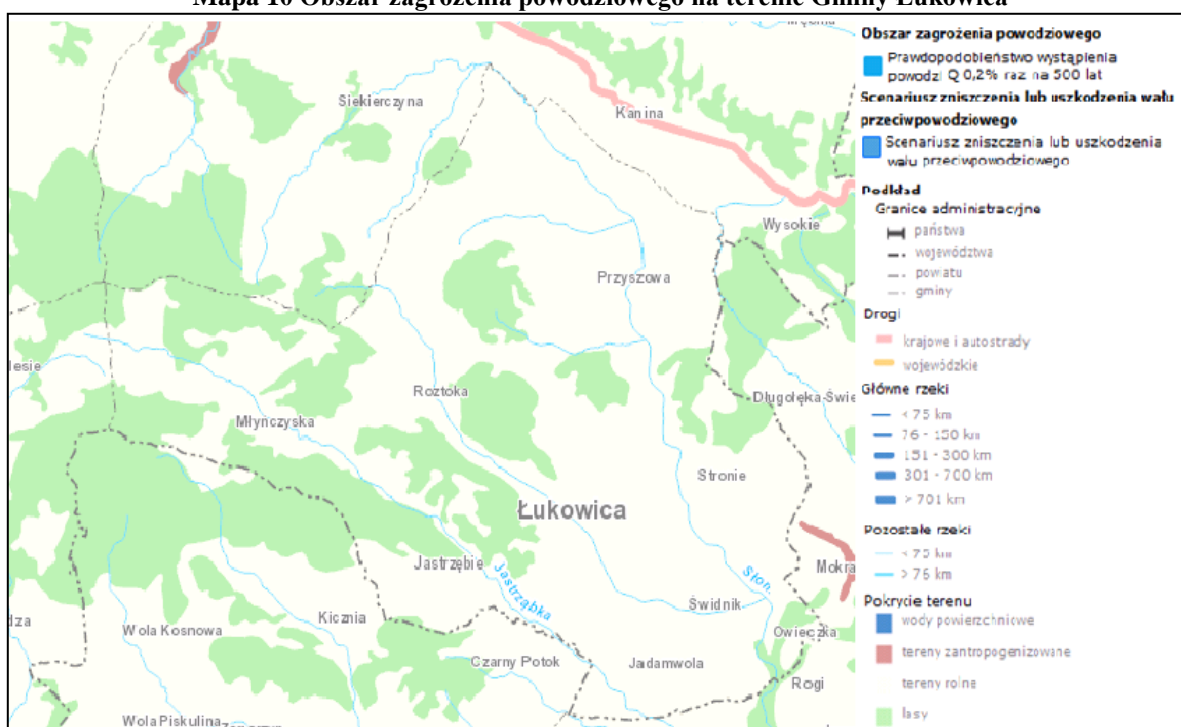 Mapa 10 Obszar zagrożenia powodziowego na terenie Gminy Łukowica
Siekierczyna
Kanina
Wysokie
Przyszowa
lesie
Roztoka
Długołęka-Świe
Młynczyska
Stronie
Łukowica
Mokra
Jastrzębie
Jastrząbka
Słon.
Świdnik
dza
Wola Kosnowa
Kicznia
Owieczka
Czarny Potok
Jadamwola
Rogi
Wola Piskulina
Obszar zagrożenia powodziowego
Prawdopodobieństwo wystąpienia
powodzi Q 0,2% raz na 500 lat
Scenariusz zniszczenia lub uszkodzenia wału
przeciwpowodziowego
Scenariusz zniszczenia lub uszkodzenia
wału przeciwpowodziowego
Podkład
Granice administracyjne
państwa
województwa
powiatu
gminy
Drogi
krajowe i autostrady
wojewódzkie
Główne rzeki
< 75 km
76 - 150 km
151 - 300 km
301 - 700 km
> 701 km
Pozostałe rzeki
< 75 km
> 76 km
Pokrycie terenu
wody powierzchniowe
tereny zantropogenizowane
tereny rolne
lasy